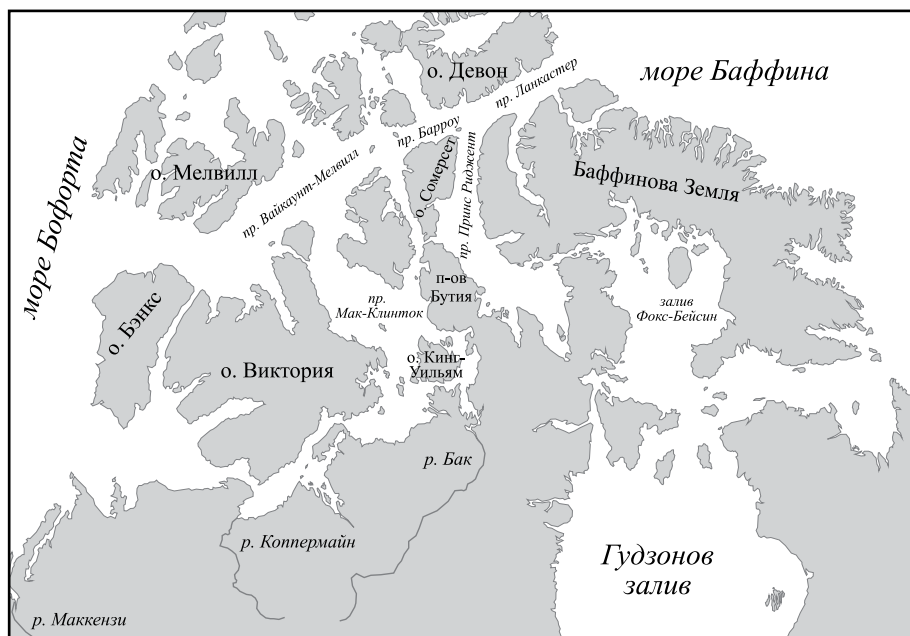 о. Девон
море Баффина
пр. Ланкастер
пр. Барроу
о. Мелвилл
пр. Вайкаунт-Мелвилл
о. Сомерсет
пр. Принс Риджент
Баффинова Земля
море Бофорта
п-ов
Бутия
пр.
Мак-Клинток
залив
Фокс-Бейсин
о. Бэнкс
о. Виктория
о. Кинг-
Уильям
р. Бак
р. Коппермайн
Гудзонов
залив
р. Маккензи